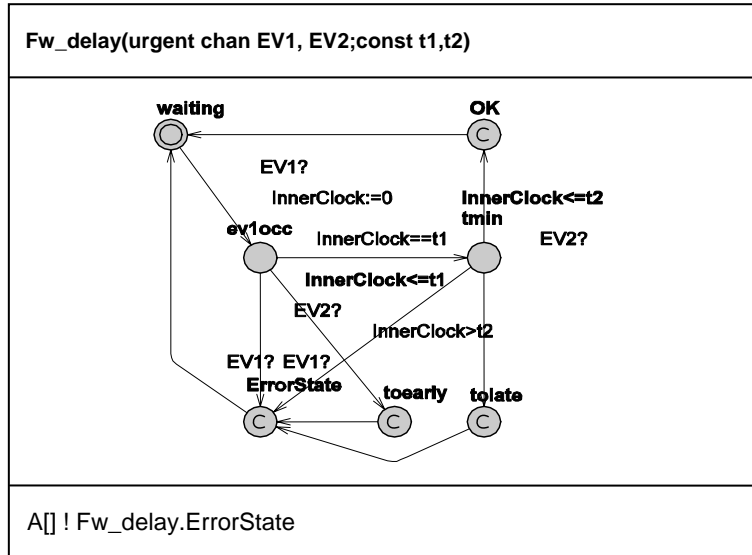 Fw_delay(urgent chan EV1, EV2;const t1,t2)
waiting
OK
C
EV1?
InnerClock:=0
InnerClock<=t2
tmin
ev1occ
InnerClock==t1
EV2?
InnerClock<=t1
EV2?
InnerClock>t2
EV1? EV1?
ErrorState
toearly
tolate
C
C
C
A[] ! Fw_delay.ErrorState